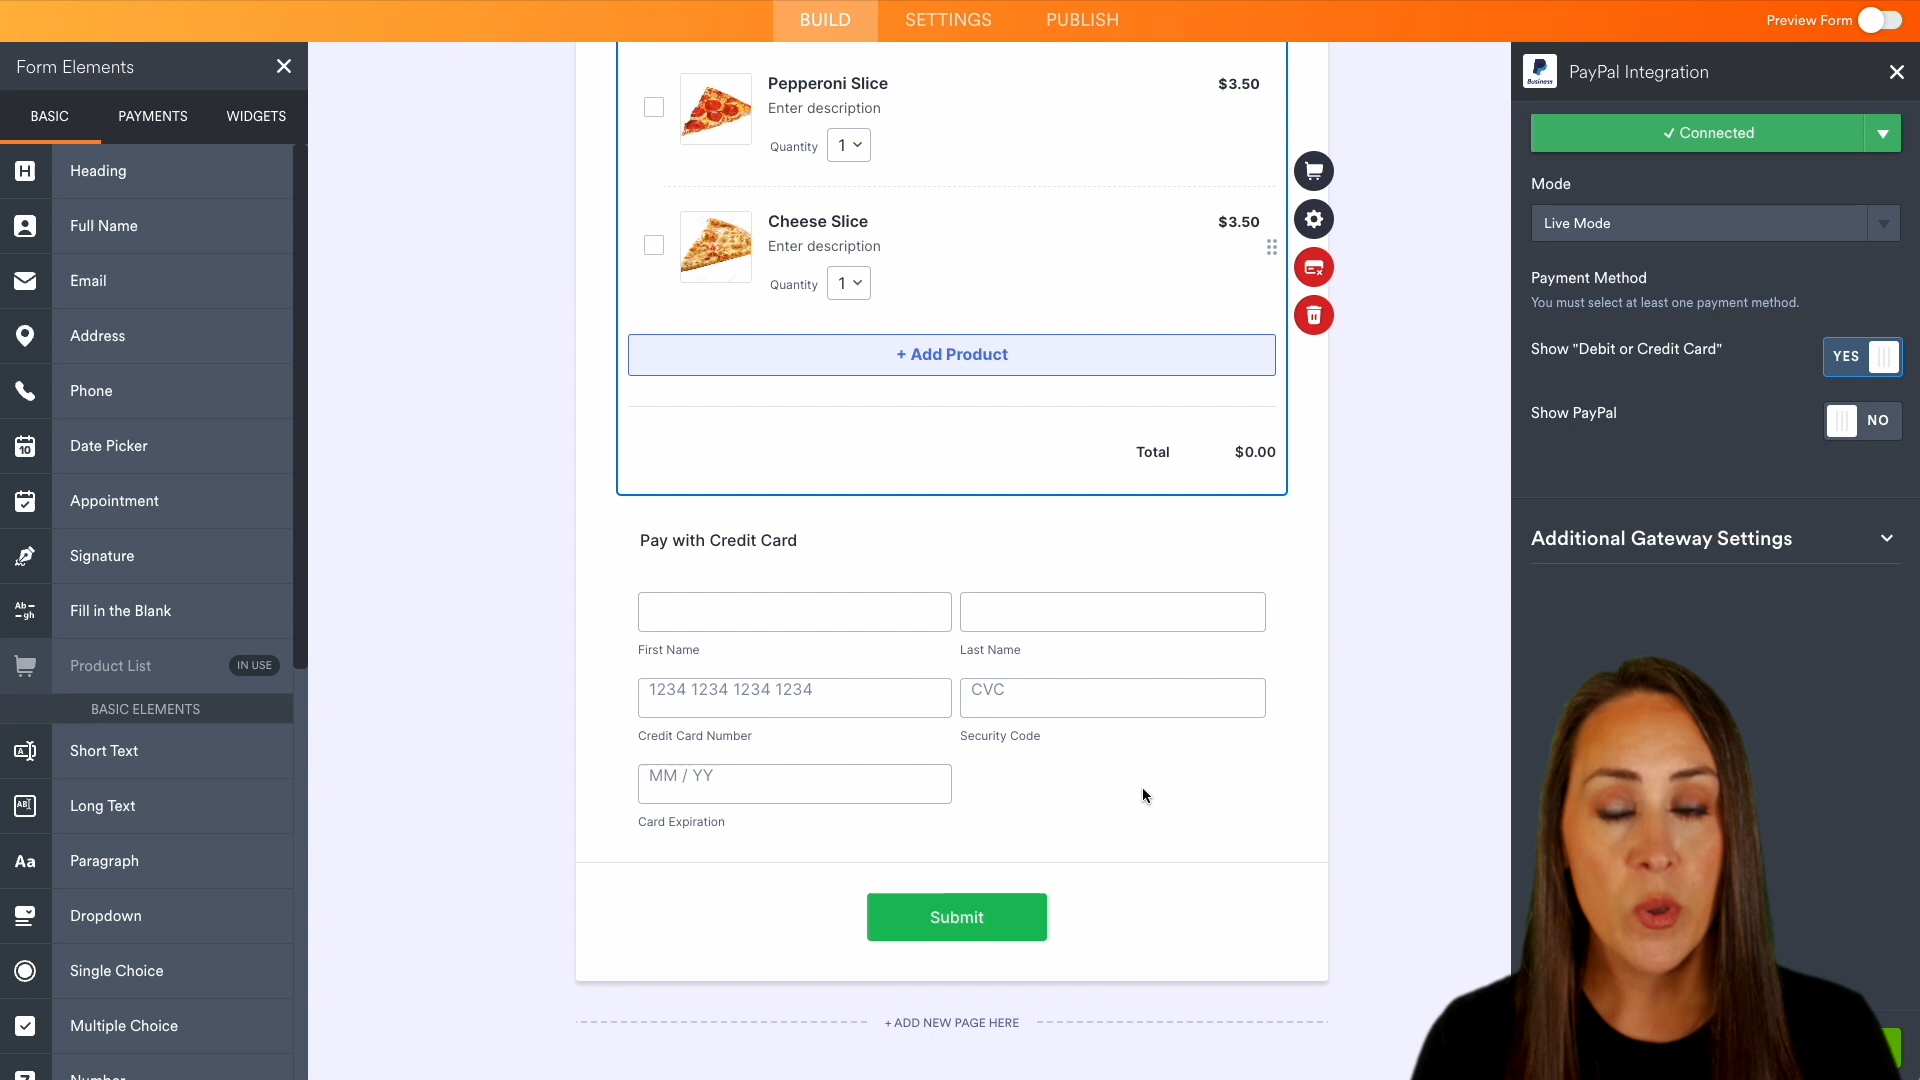 BUILD
SETTINGS
PUBLISH
Preview Form
Form Elements
BASIC
PAYMENTS
WIDGETS
Heading
Full Name
Email
Address
Phone
10
Date Picker
Appointment
Signature
Ab
gh
Fill in the Blank
Product List
IN USE
BASIC ELEMENTS
Short Text
Long Text
Aa
Paragraph
Dropdown
Single Choice
Multiple Choice
Number
Pepperoni Slice
$3.50
Enter description
Quantity
1
Cheese Slice
$3.50
Enter description
Quantity
1
+ Add Product
Total
$0.00
Pay with Credit Card
First Name
Last Name
1234 1234 1234 1234
CVC
Credit Card Number
Security Code
MM / YY
Card Expiration
Submit
+ ADD NEW PAGE HERE
Business
PayPal Integration
✓ Connected
Mode
Live Mode
Payment Method
You must select at least one payment method.
Show "Debit or Credit Card"
YES
Show PayPal
NO
Additional Gateway Settings